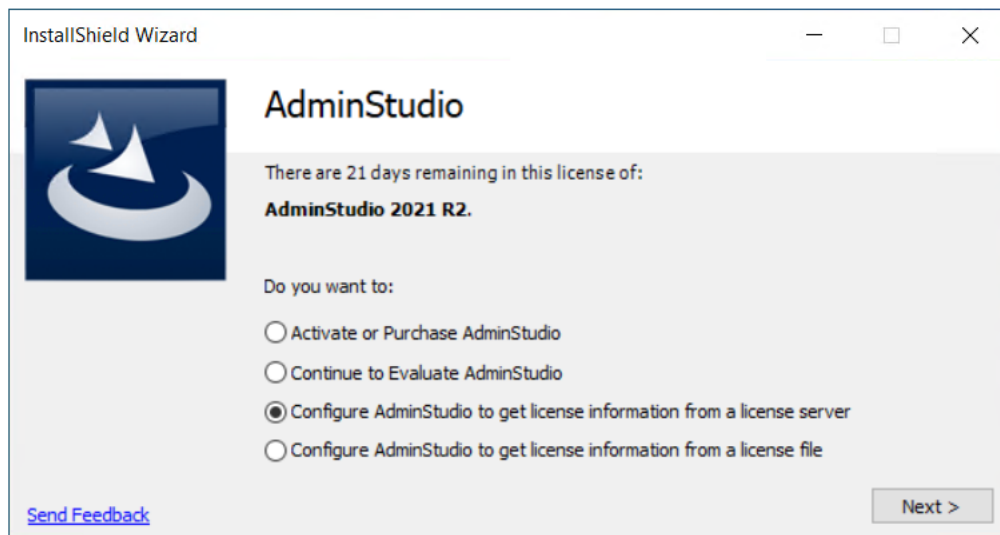 InstallShield Wizard
AdminStudio
There are 21 days remaining in this license of:
AdminStudio 2021 R2.
Do you want to:
Activate or Purchase AdminStudio
Continue to Evaluate AdminStudio
Configure AdminStudio to get license information from a license server
Configure AdminStudio to get license information from a license file
Send Feedback
Next >